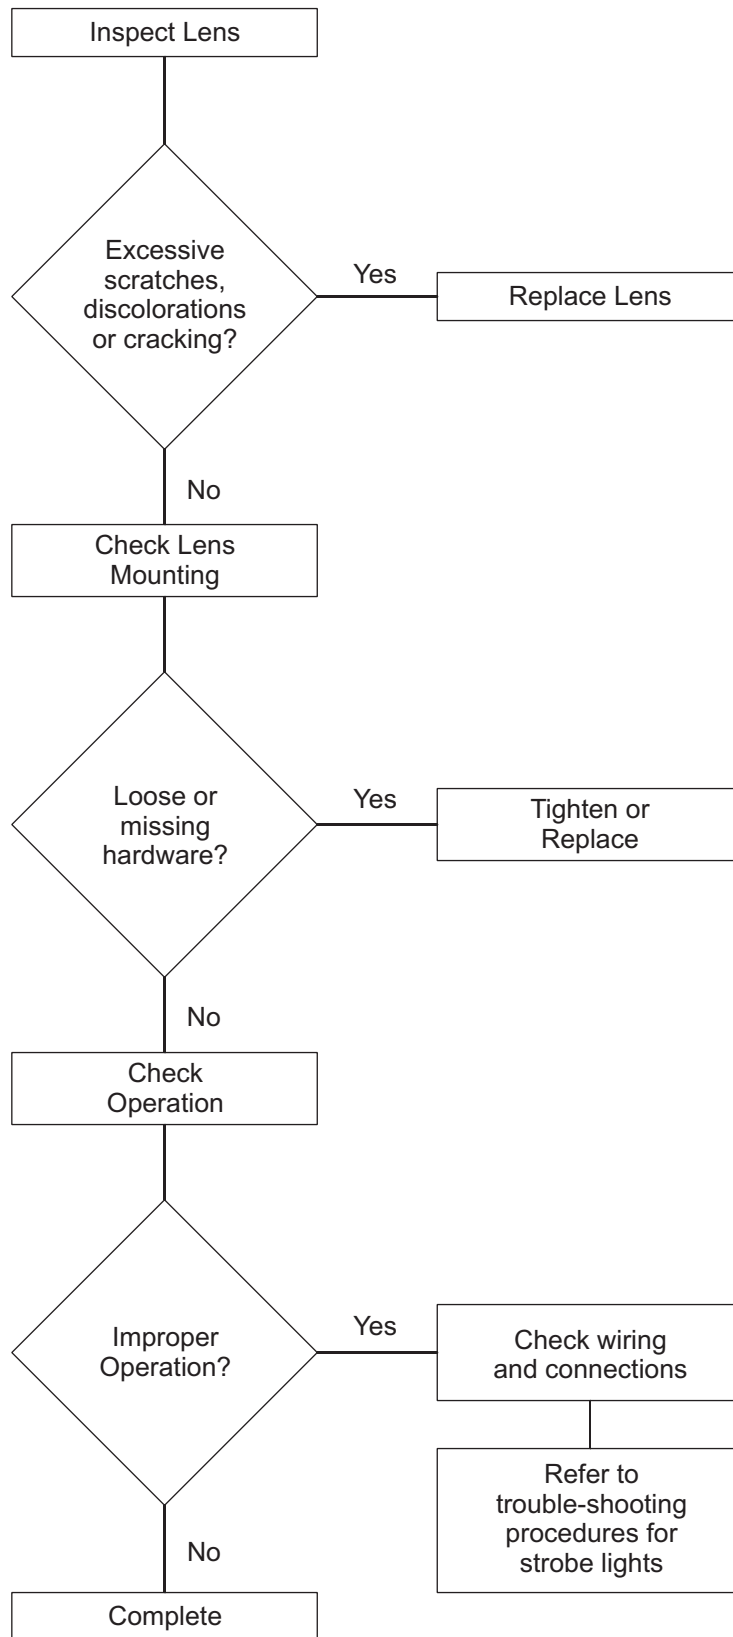 Inspect Lens
Excessive
scratches,
discolorations
or cracking?
Yes
Replace Lens
No
Check Lens
Mounting
Loose or
missing
hardware?
Yes
Tighten or
Replace
No
Check
Operation
Improper
Operation?
Yes
Check wiring
and connections
Refer to
trouble-shooting
procedures for
strobe lights
No
Complete